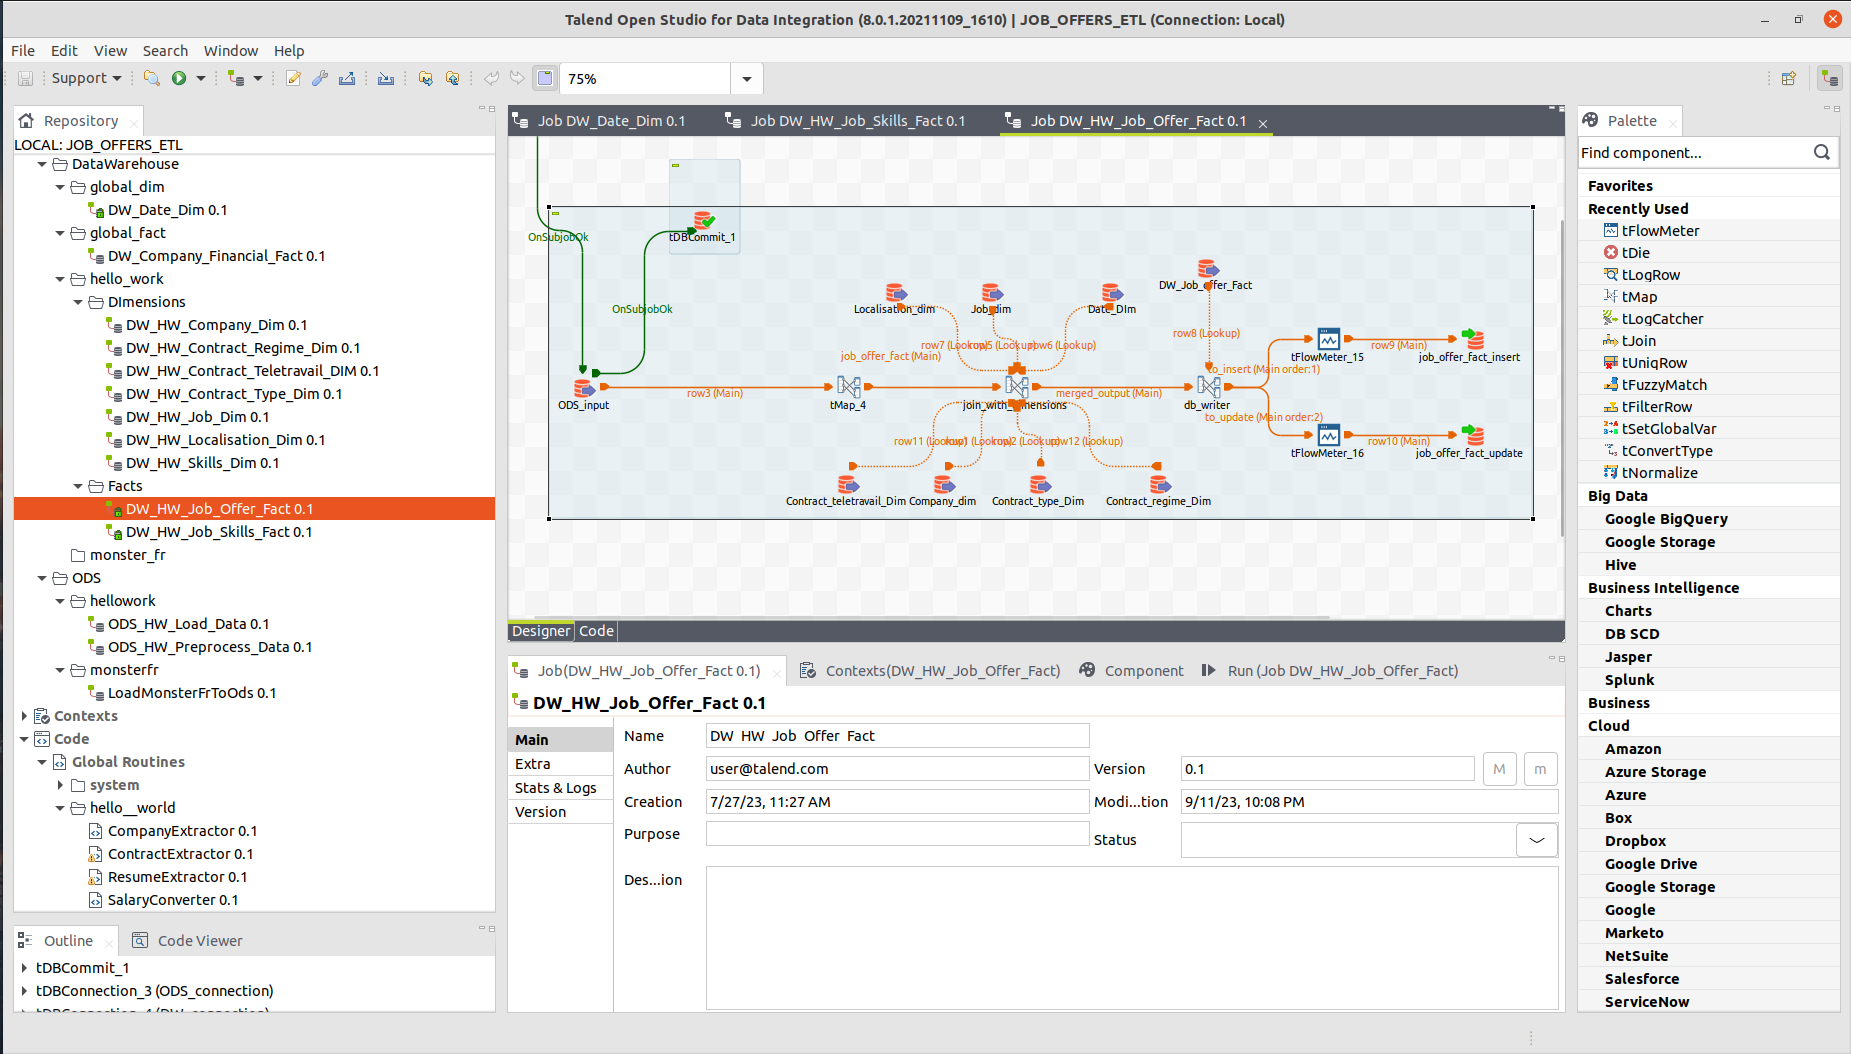 Talend Open Studio for Data Integration (8.0.1.20211109_1610) | JOB_OFFERS_ETL (Connection: Local)
File Edit View Search Window Help
Support
75%
Repository
LOCAL: JOB_OFFERS_ETL
DataWarehouse
global_dim
DW_Date_Dim 0.1
global_fact
DW_Company_Financial_Fact 0.1
hello_work
DImensions
DW_HW_Company_Dim 0.1
DW_HW_Contract_Regime_Dim 0.1
DW_HW_Contract_Teletravail_DIM 0.1
DW_HW_Contract_Type_Dim 0.1
DW_HW_Job_Dim 0.1
DW_HW_Localisation_Dim 0.1
DW_HW_Skills_Dim 0.1
Facts
DW_HW_Job_Offer_Fact 0.1
DW_HW_Job_Skills_Fact 0.1
monster_fr
ODS
hellowork
ODS_HW_Load_Data 0.1
ODS_HW_Preprocess_Data 0.1
monsterfr
LoadMonsterFrToOds 0.1
Contexts
Code
Global Routines
system
hello__world
CompanyExtractor 0.1
ContractExtractor 0.1
ResumeExtractor 0.1
SalaryConverter 0.1
Outline
Code Viewer
tDBCommit_1
tDBConnection_3 (ODS_connection)
Job DW_Date_Dim 0.1
Job DW_HW_Job_Skills_Fact 0.1
Job DW_HW_Job_Offer_Fact 0.1
OnSubjobOk
tDBCommit_1
OnSubjobOk
DW_Job_offer_Fact
Localisation_dim
Job_dim
Date_DIm
row8 (Lookup)
row7 (Lookup)
row5 (Lookup)
row6 (Lookup)
job_offer_fact (Main)
tFlowMeter_15
row9 (Main)
job_offer_fact_insert
to_insert (Main order:1)
row3 (Main)
merged_output (Main)
ODS_input
tMap_4
join_with_dimensions
db_writer
to_update (Main order:2)
row11 (Lookup)
row1 (Lookup)
row2 (Lookup)
row12 (Lookup)
tFlowMeter_16
row10 (Main)
job_offer_fact_update
Contract_teletravail_Dim
Company_dim
Contract_type_Dim
Contract_regime_Dim
Designer
Code
Job(DW_HW_Job_Offer_Fact 0.1)
Contexts(DW_HW_Job_Offer_Fact)
Component
Run (Job DW_HW_Job_Offer_Fact)
DW_HW_Job_Offer_Fact 0.1
Main
Extra
Stats & Logs
Version
Name
DW_HW_Job_Offer_Fact
Author
user@talend.com
Version
0.1
M
m
Creation
7/27/23, 11:27 AM
Modi...tion
9/11/23, 10:08 PM
Purpose
Status
Des...ion
Palette
Find component...
Favorites
Recently Used
tFlowMeter
tDie
tLogRow
tMap
tLogCatcher
tJoin
tUniqRow
tFuzzyMatch
tFilterRow
tSetGlobalVar
tConvertType
tNormalize
Big Data
Google BigQuery
Google Storage
Hive
Business Intelligence
Charts
DB SCD
Jasper
Splunk
Business
Cloud
Amazon
Azure Storage
Azure
Box
Dropbox
Google Drive
Google Storage
Google
Marketo
NetSuite
Salesforce
ServiceNow